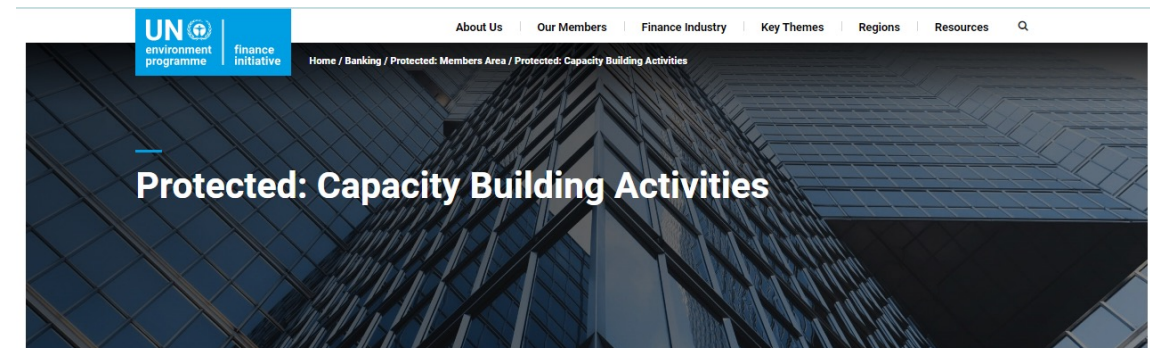 UN
environment programme
finance initiative
About Us
Our Members
Finance Industry
Key Themes
Regions
Resources
Home / Banking / Protected: Members Area / Protected: Capacity Building Activities
Protected: Capacity Building Activities